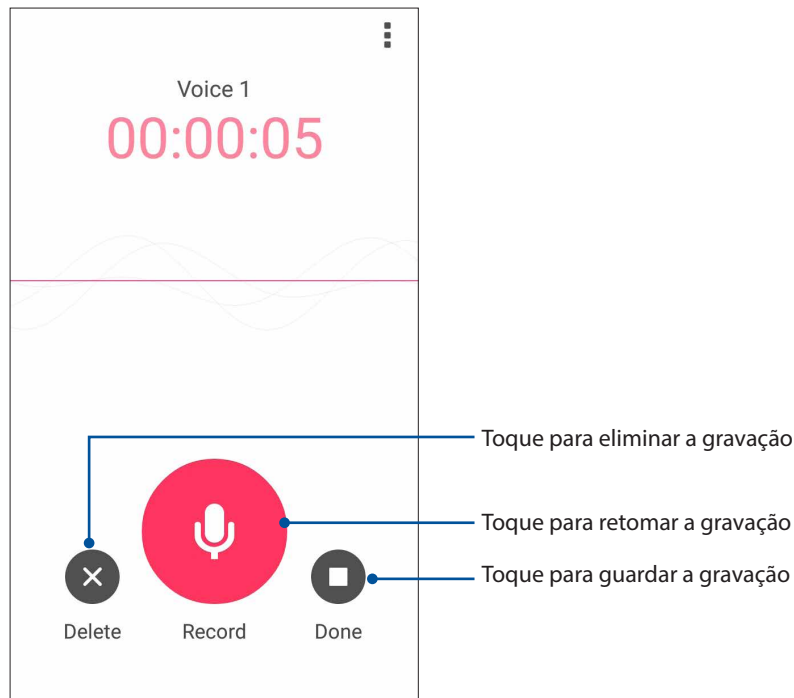 Voice 1
00:00:05
Toque para eliminar a gravação
Toque para retomar a gravação
Toque para guardar a gravação
Delete
Record
Done